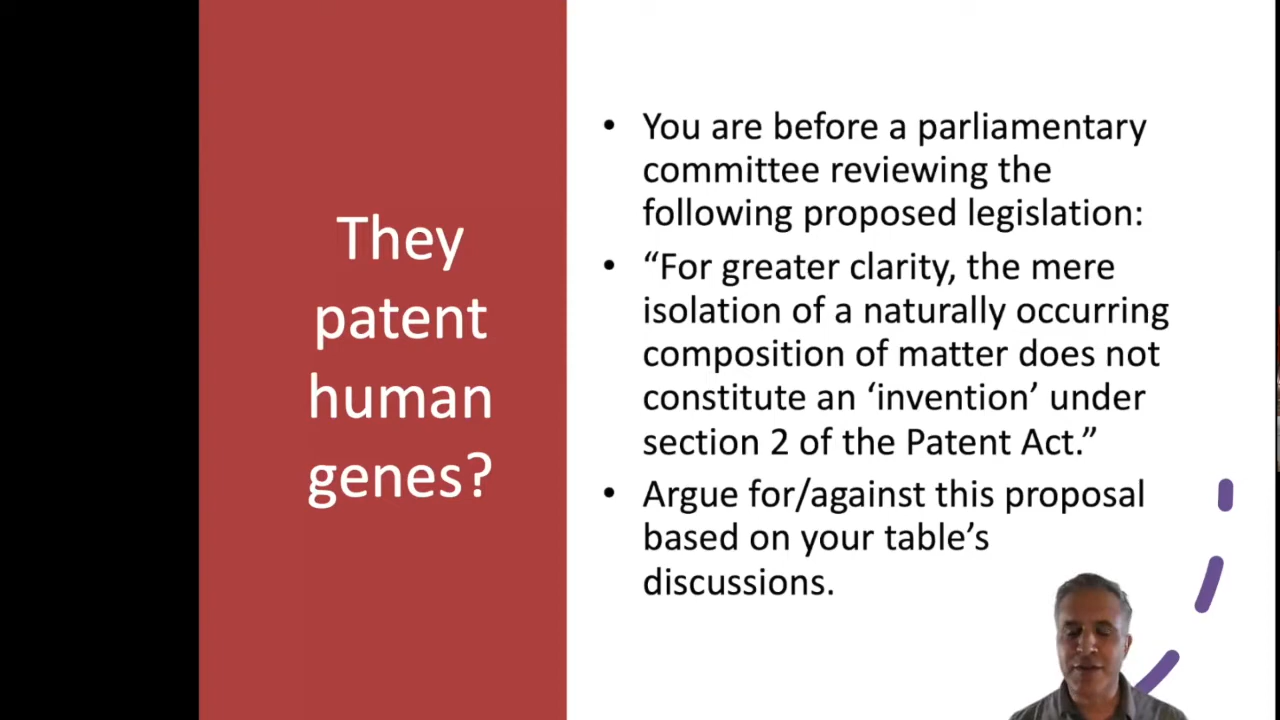 They
patent
human
genes?
• You are before a parliamentary
committee reviewing the
following proposed legislation:
• “For greater clarity, the mere
isolation of a naturally occurring
composition of matter does not
constitute an ‘invention’ under
section 2 of the Patent Act.”
• Argue for/against this proposal
based on your table’s
discussions.